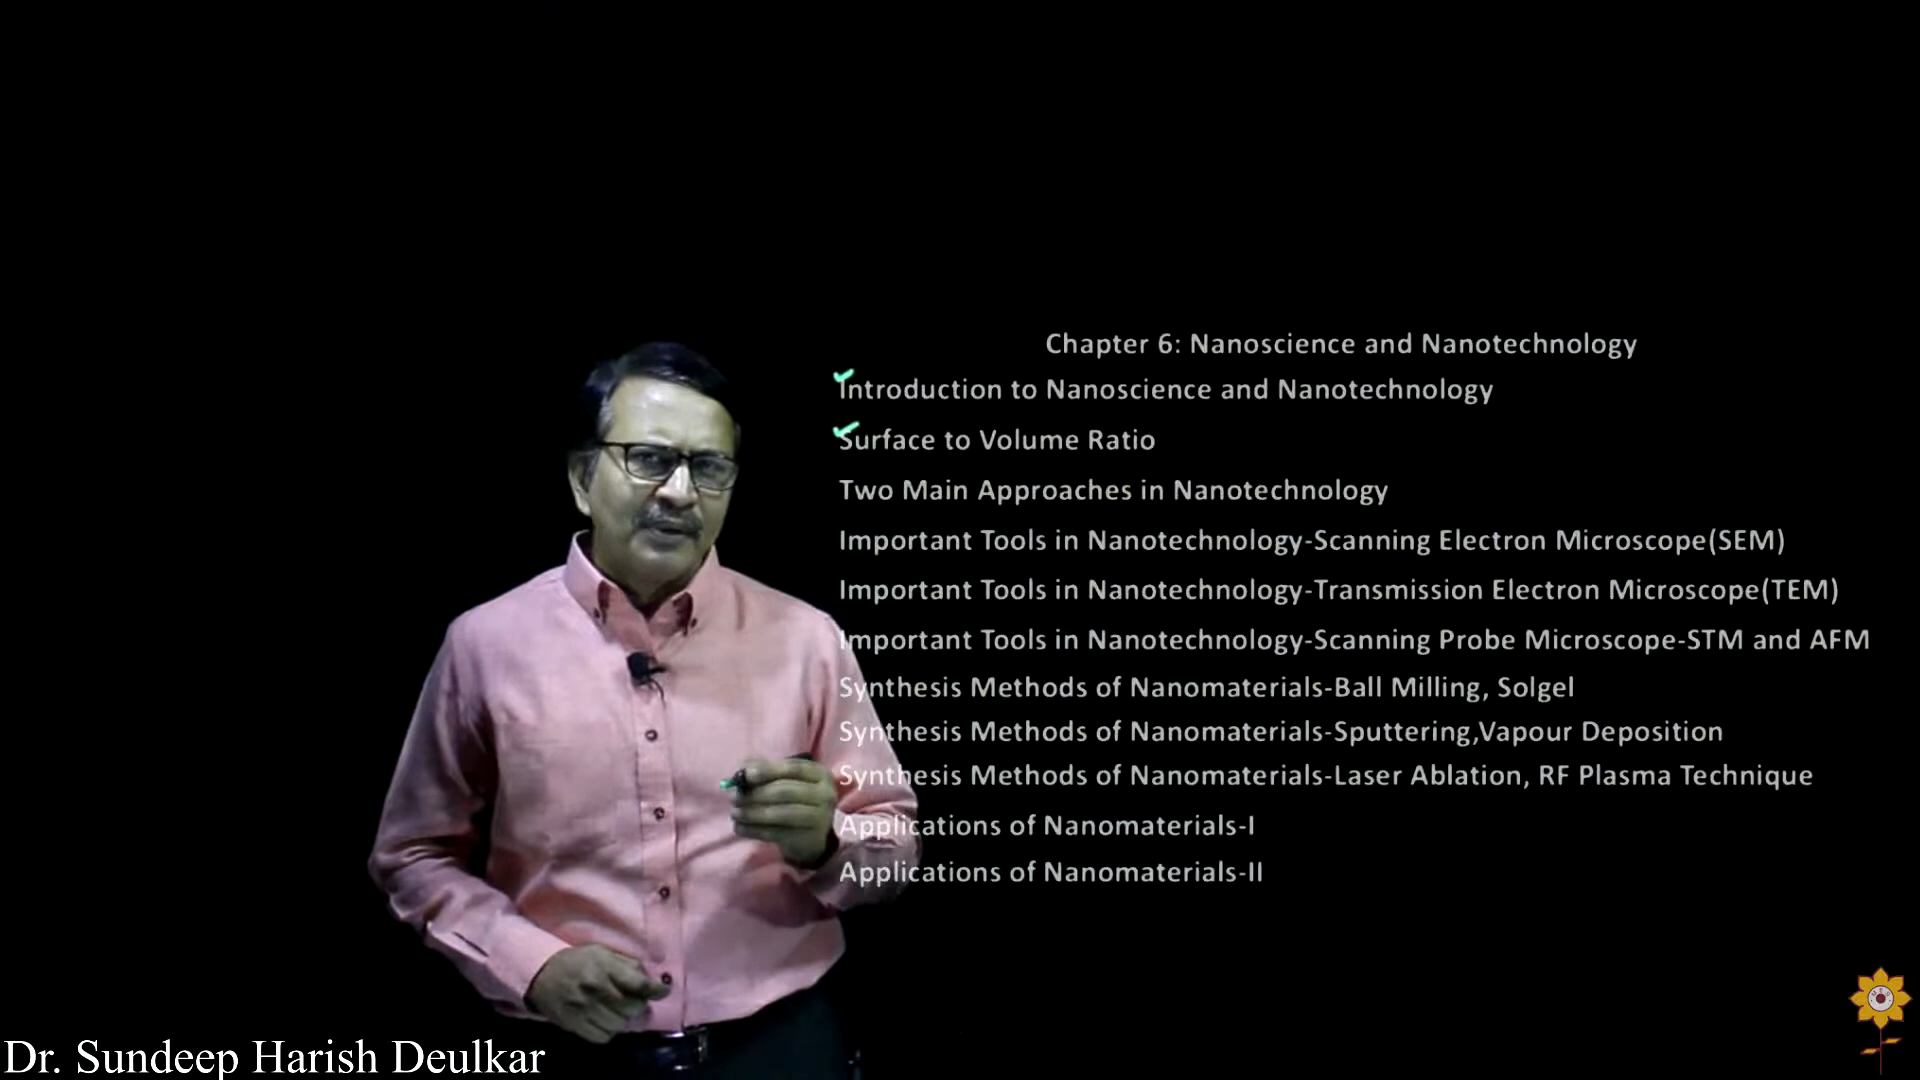 Chapter 6: Nanoscience and Nanotechnology
Introduction to Nanoscience and Nanotechnology
Surface to Volume Ratio
Two Main Approaches in Nanotechnology
Important Tools in Nanotechnology-Scanning Electron Microscope(SEM)
Important Tools in Nanotechnology-Transmission Electron Microscope(TEM)
Important Tools in Nanotechnology-Scanning Probe Microscope-STM and AFM
Synthesis Methods of Nanomaterials-Ball Milling, Solgel
Synthesis Methods of Nanomaterials-Sputtering,Vapour Deposition
Synthesis Methods of Nanomaterials-Laser Ablation, RF Plasma Technique
Applications of Nanomaterials-I
Applications of Nanomaterials-II
Dr. Sundeep Harish Deulkar